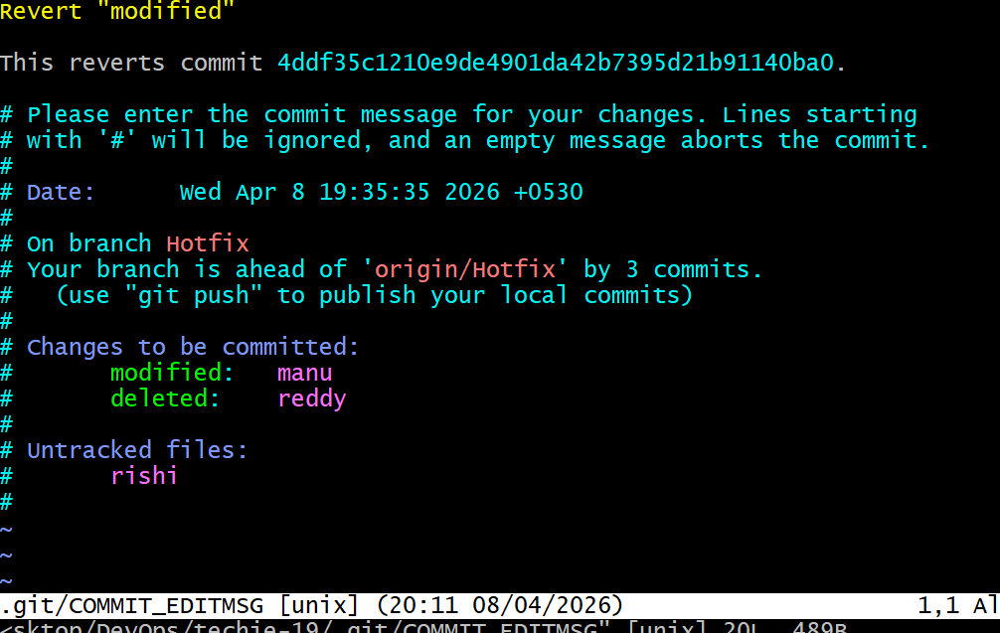 Revert "modified"
This reverts commit 4ddf35c1210e9de4901da42b7395d21b91140ba0.
# Please enter the commit message for your changes. Lines starting
# with '#' will be ignored, and an empty message aborts the commit.
#
# Date:      Wed Apr 8 19:35:35 2026 +0530
#
# On branch Hotfix
# Your branch is ahead of 'origin/Hotfix' by 3 commits.
#   (use "git push" to publish your local commits)
#
# Changes to be committed:
#       modified:   manu
#       deleted:    reddy
#
# Untracked files:
#       rishi
#
~
~
~
.git/COMMIT_EDITMSG [unix] (20:11 08/04/2026) 1,1 Al
<sktop/DevOps/techie-19/.git/COMMIT_EDITMSG" [unix] 20L, 489B